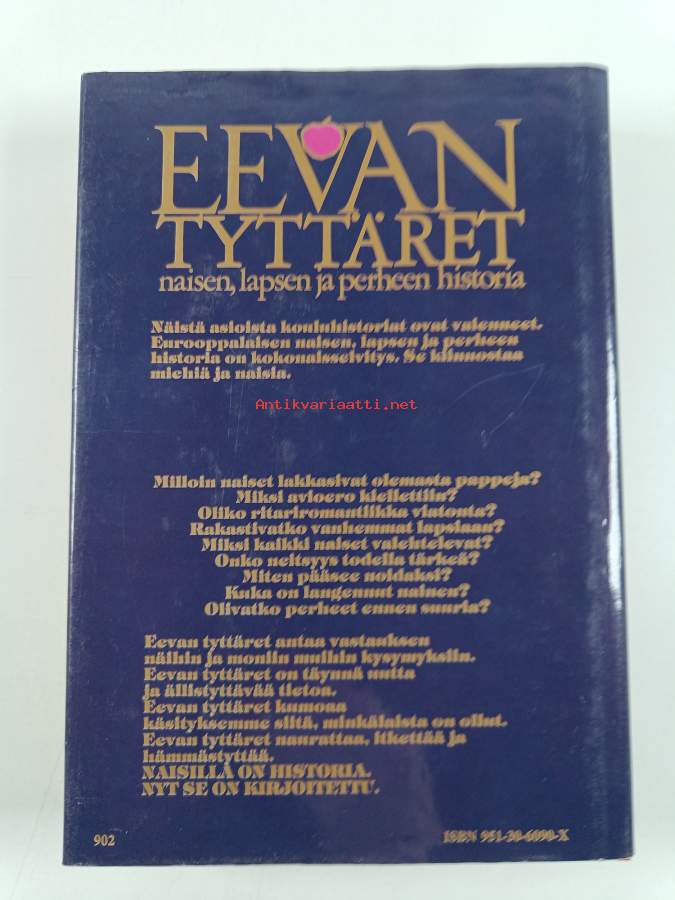 EEVAN
TYTTÄRET
naisen, lapsen ja perheen historia
Näistä asioista kouluhistoriat ovat vaienneet.
Eurooppalaisen naisen, lapsen ja perheen
historia on kokonaisselvitys. Se kiinnostaa
miehiä ja naisia.
Antikvariaatti.net
Milloin naiset lakkasivat olemasta pappeja?
Miksi avioero kiellettiin?
Oliko ritariromantiikka viatonta?
Rakastivatko vanhemmat lapsiaan?
Miksi kaikki naiset valehtelevat?
Onko neitsyys todella tärkeä?
Miten pääsee noidaksi?
Kuka on langennut nainen?
Olivatko perheet ennen suuria?
Eevan tyttäret antaa vastauksen
näihin ja moniin muihin kysymyksiin.
Eevan tyttäret on täynnä uutta
ja ällistyttävää tietoa.
Eevan tyttäret kumoaa
käsityksemme siitä, minkälaista on ollut.
Eevan tyttäret naurattaa, itkettää ja
hämmästyttää.
NAISILLA ON HISTORIA.
NYT SE ON KIRJOITETTU.
902
ISBN 951-30-6090-X